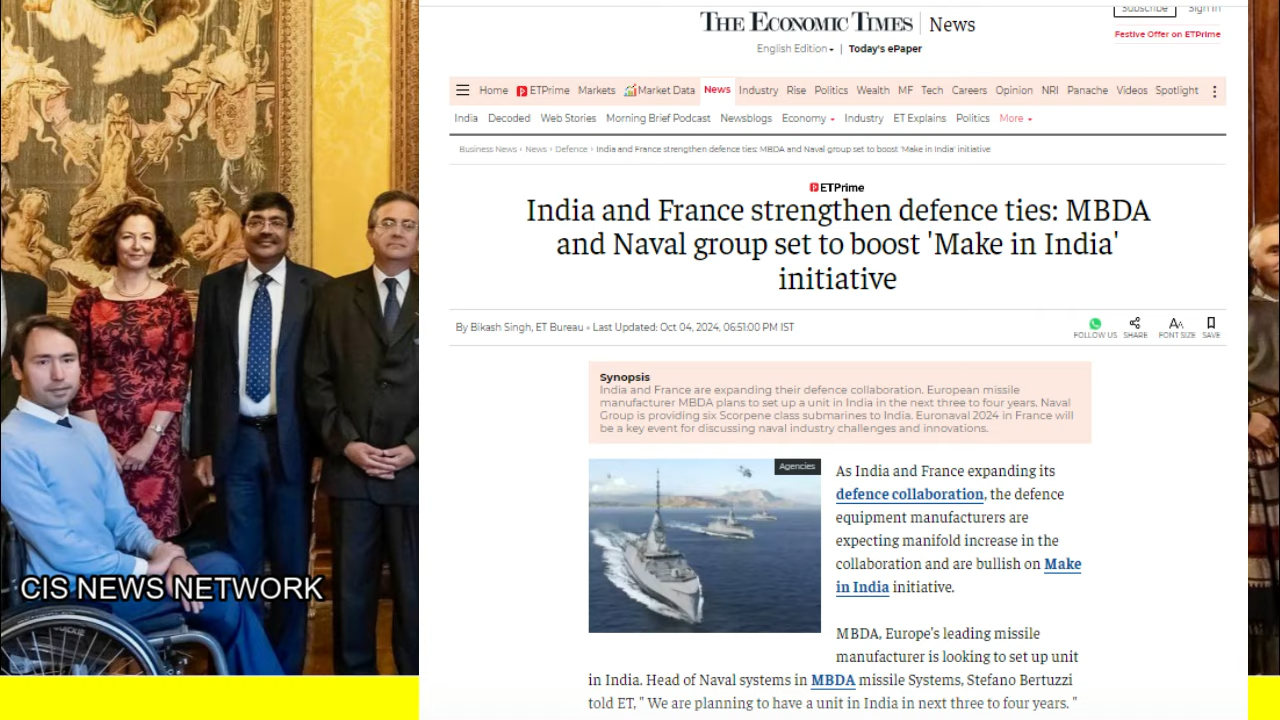 THE ECONOMIC TIMES | News
Subscribe Sign In
Festive Offer on ETPrime
English Edition | Today's ePaper
Home ETPrime Markets Market Data News Industry Rise Politics Wealth MF Tech Careers Opinion NRI Panache Videos Spotlight
India Decoded Web Stories Morning Brief Podcast Newsblogs Economy Industry ET Explains Politics More
Business News › News › Defence › India and France strengthen defence ties: MBDA and Naval group set to boost 'Make in India' initiative
ETPrime
India and France strengthen defence ties: MBDA
and Naval group set to boost 'Make in India'
initiative
By Bikash Singh, ET Bureau • Last Updated: Oct 04, 2024, 06:51:00 PM IST
FOLLOW US SHARE FONT SIZE SAVE
Synopsis
India and France are expanding their defence collaboration. European missile
manufacturer MBDA plans to set up a unit in India in the next three to four years. Naval
Group is providing six Scorpene class submarines to India. Euronaval 2024 in France will
be a key event for discussing naval industry challenges and innovations.
Agencies
As India and France expanding its
defence collaboration, the defence
equipment manufacturers are
expecting manifold increase in the
collaboration and are bullish on Make
in India initiative.
MBDA, Europe's leading missile
manufacturer is looking to set up unit
in India. Head of Naval systems in MBDA missile Systems, Stefano Bertuzzi
told ET, " We are planning to have a unit in India in next three to four years. "
CIS NEWS NETWORK